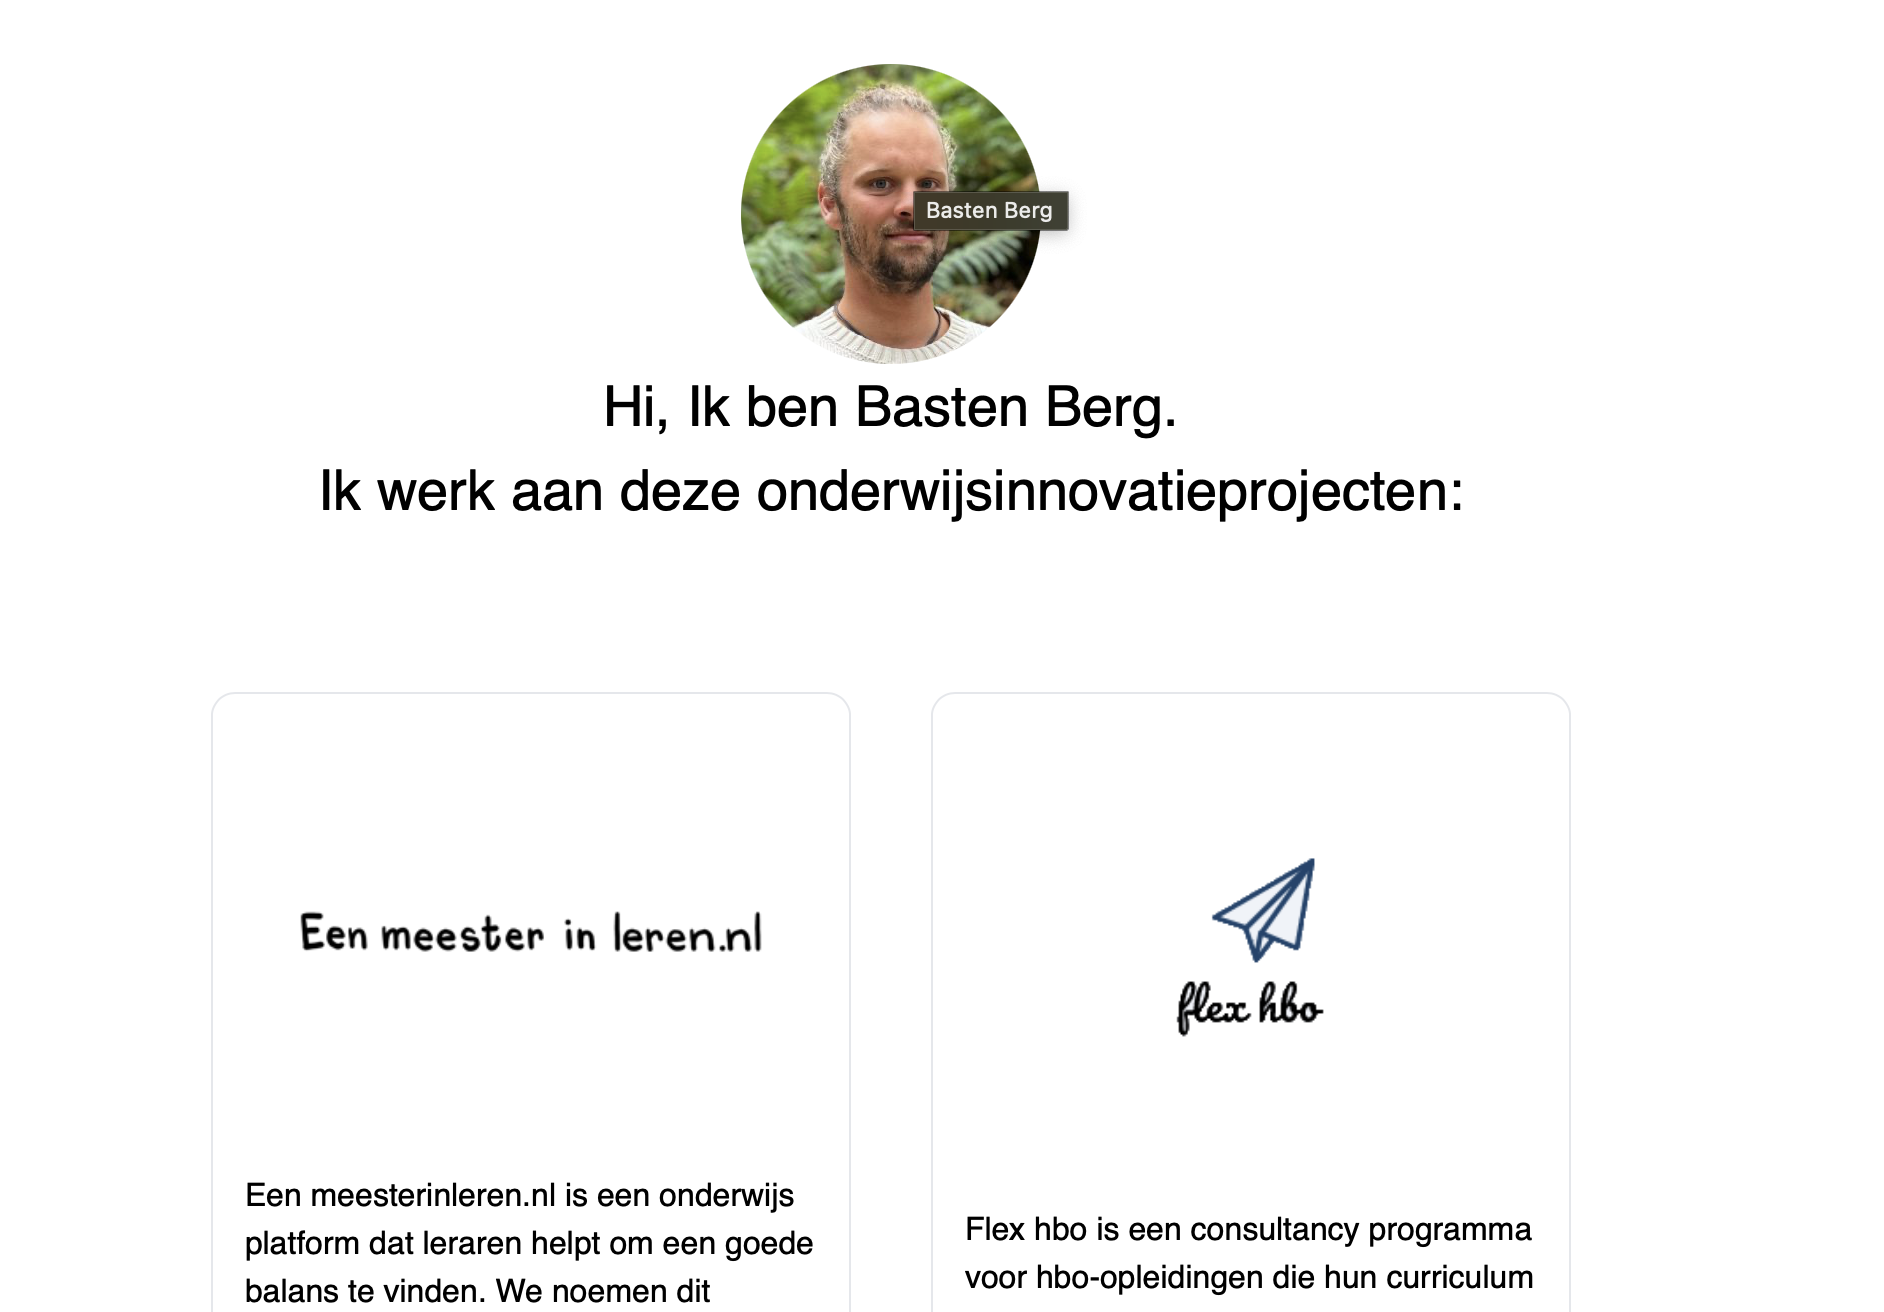 Basten Berg
Hi, Ik ben Basten Berg.
Ik werk aan deze onderwijsinnovatieprojecten:
Een meester in leren.nl
Een meesterinleren.nl is een onderwijs
platform dat leraren helpt om een goede
balans te vinden. We noemen dit
flex hbo
Flex hbo is een consultancy programma
voor hbo-opleidingen die hun curriculum